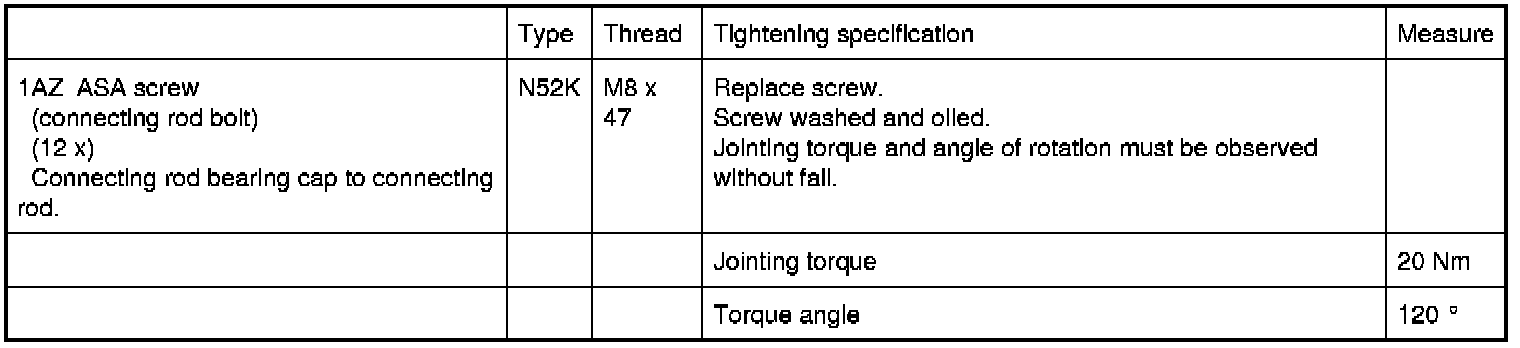 Type Thread Tightening specification Measure
1AZ ASA screw N52K M8 x Replace screw.
(connecting rod bolt) 47 Screw washed and oiled.
(12 x) Jointing torque and angle of rotation must be observed
Connecting rod bearing cap to connecting without fail.
rod.
Jointing torque 20 Nm
Torque angle 120 °